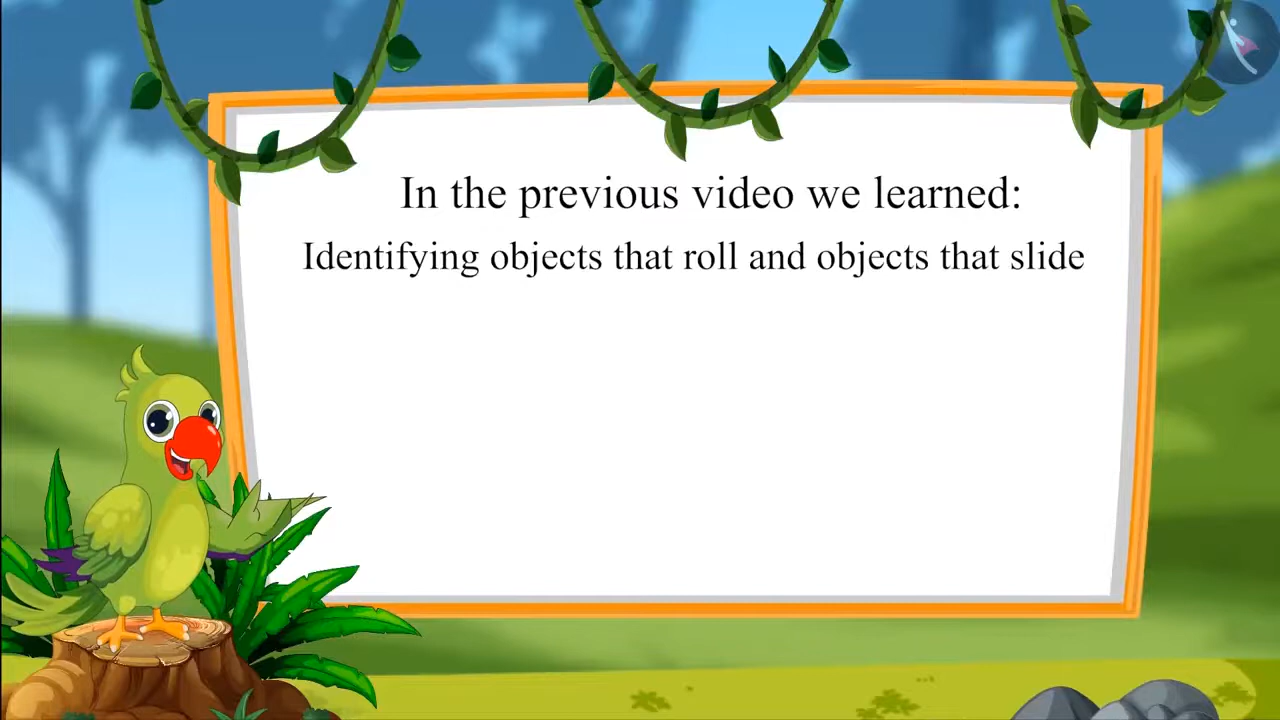 In the previous video we learned:
Identifying objects that roll and objects that slide